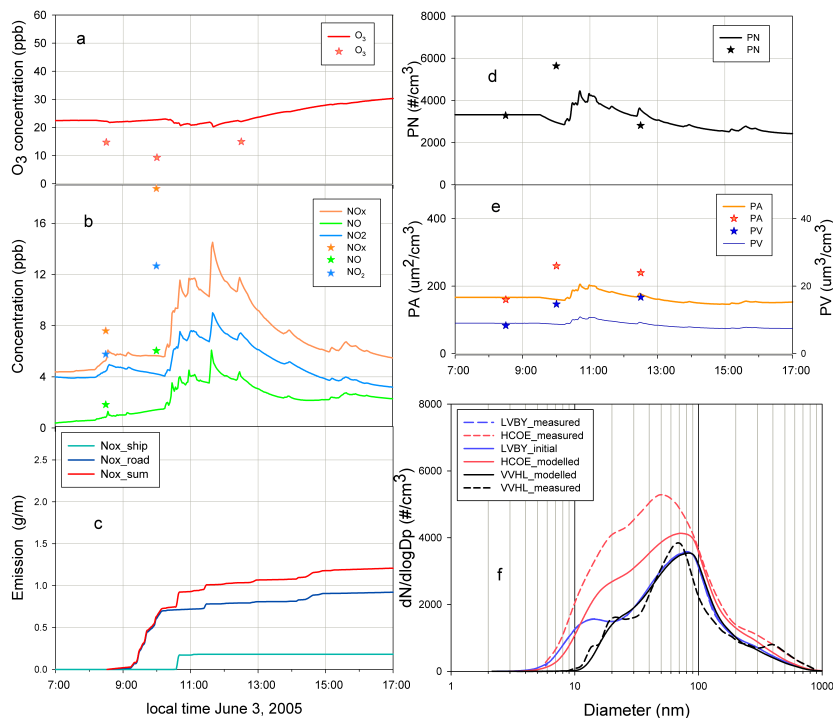 60
50
40
30
20
10
0
O3 concentration (ppb)
a
O3
O3
16
12
8
4
0
Concentration (ppb)
b
NOx
NO
NO2
NOx
NO
NO2
2.5
2.0
1.5
1.0
0.5
0.0
Emission (g/m)
c
Nox_ship
Nox_road
Nox_sum
7:00
9:00
11:00
13:00
15:00
17:00
local time June 3, 2005
8000
6000
4000
2000
0
PN (#/cm3)
d
PN
PN
400
200
0
PA (um2/cm3)
e
PA
PA
PV
PV
40
20
0
PV (um3/cm3)
7:00
9:00
11:00
13:00
15:00
17:00
8000
6000
4000
2000
0
dN/dlogDp (#/cm3)
LVBY_measured
HCOE_measured
LVBY_initial
HCOE_modelled
VVHL_modelled
VVHL_measured
f
1
10
100
1000
Diameter (nm)